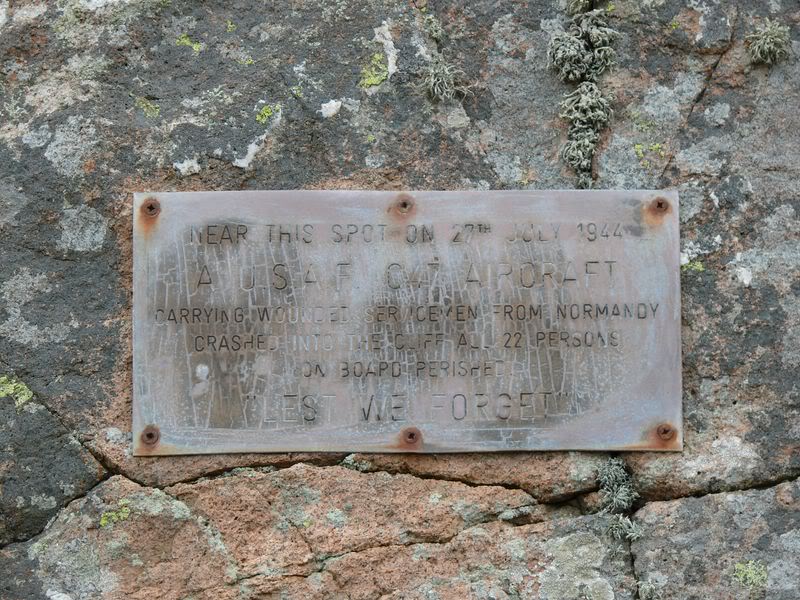 NEAR THIS SPOT ON 27TH JULY 1944
A U.S.A.F. C47 AIRCRAFT
CARRYING WOUNDED SERVICEMEN FROM NORMANDY
CRASHED INTO THE CLIFF ALL 22 PERSONS
ON BOARD PERISHED.
"LEST WE FORGET"